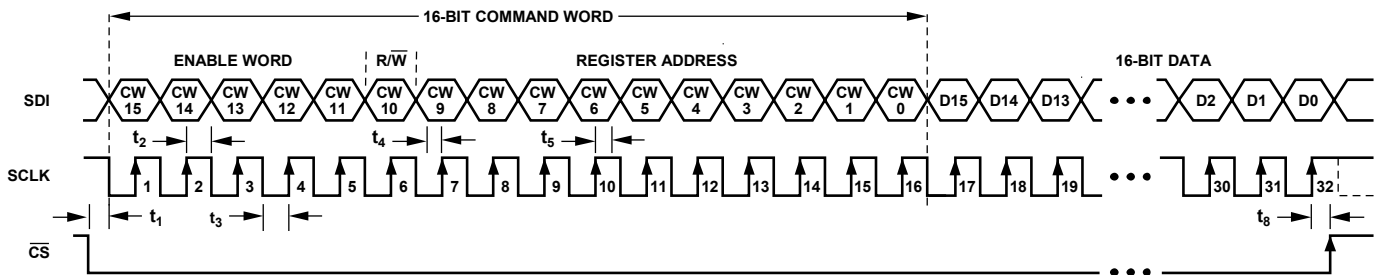 16-BIT COMMAND WORD
ENABLE WORD R/W̅ REGISTER ADDRESS 16-BIT DATA
SDI CW 15 CW 14 CW 13 CW 12 CW 11 CW 10 CW 9 CW 8 CW 7 CW 6 CW 5 CW 4 CW 3 CW 2 CW 1 CW 0 D15 D14 D13 ••• D2 D1 D0
t2 t4 t5
SCLK 1 2 3 4 5 6 7 8 9 10 11 12 13 14 15 16 17 18 19 ••• 30 31 32
t1 t3 t8
C̅S̅ •••